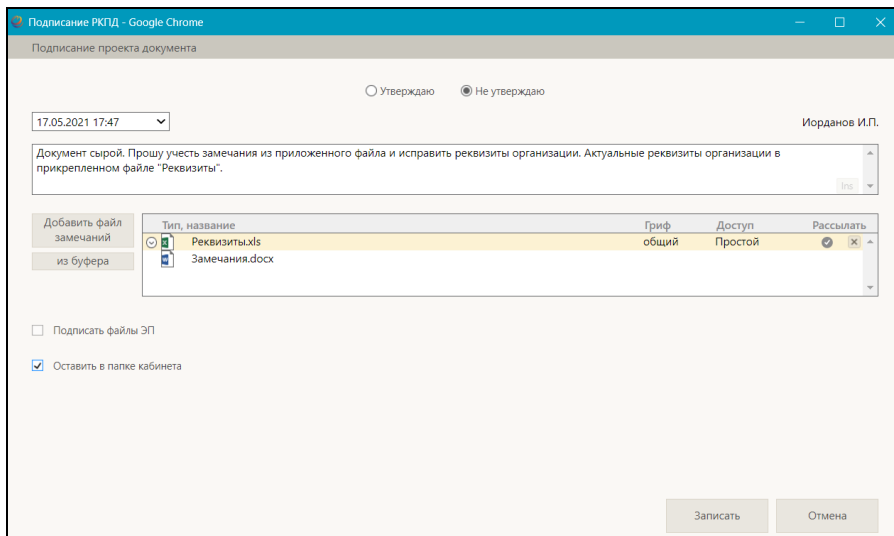 Подписание РКПД - Google Chrome
Подписание проекта документа
Утверждаю Не утверждаю
17.05.2021 17:47 Иорданов И.П.
Документ сырой. Прошу учесть замечания из приложенного файла и исправить реквизиты организации. Актуальные реквизиты организации в
прикрепленном файле "Реквизиты".
Ins
Добавить файл
замечаний
из буфера
Тип, название Гриф Доступ Рассылать
Реквизиты.xls общий Простой
Замечания.docx
Подписать файлы ЭП
Оставить в папке кабинета
Записать Отмена